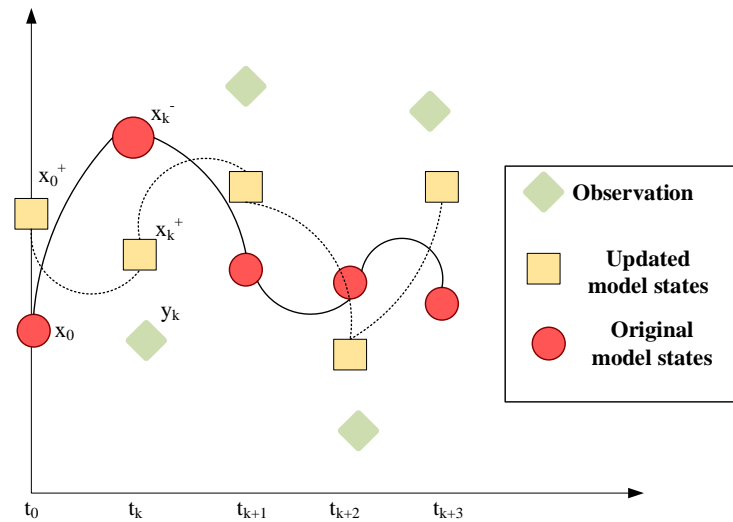 x₀⁺
xₖ⁻
xₖ⁺
yₖ
x₀
t₀
tₖ
tₖ₊₁
tₖ₊₂
tₖ₊₃
Observation
Updated
model states
Original
model states